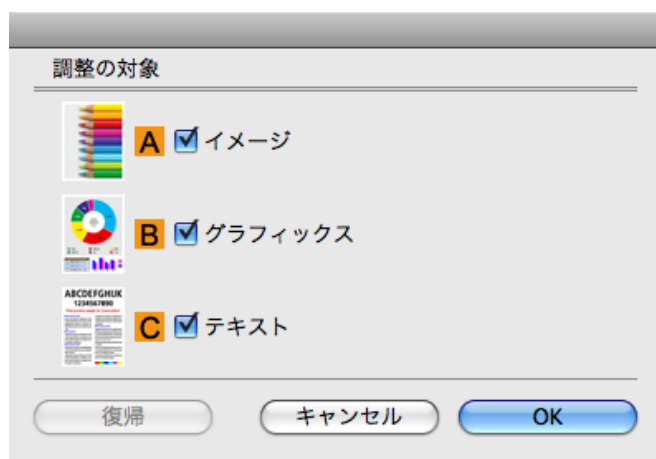 調整の対象
A イメージ
B グラフィックス
ABCDEFGHIJK
1234567890
C テキスト
復帰 キャンセル OK